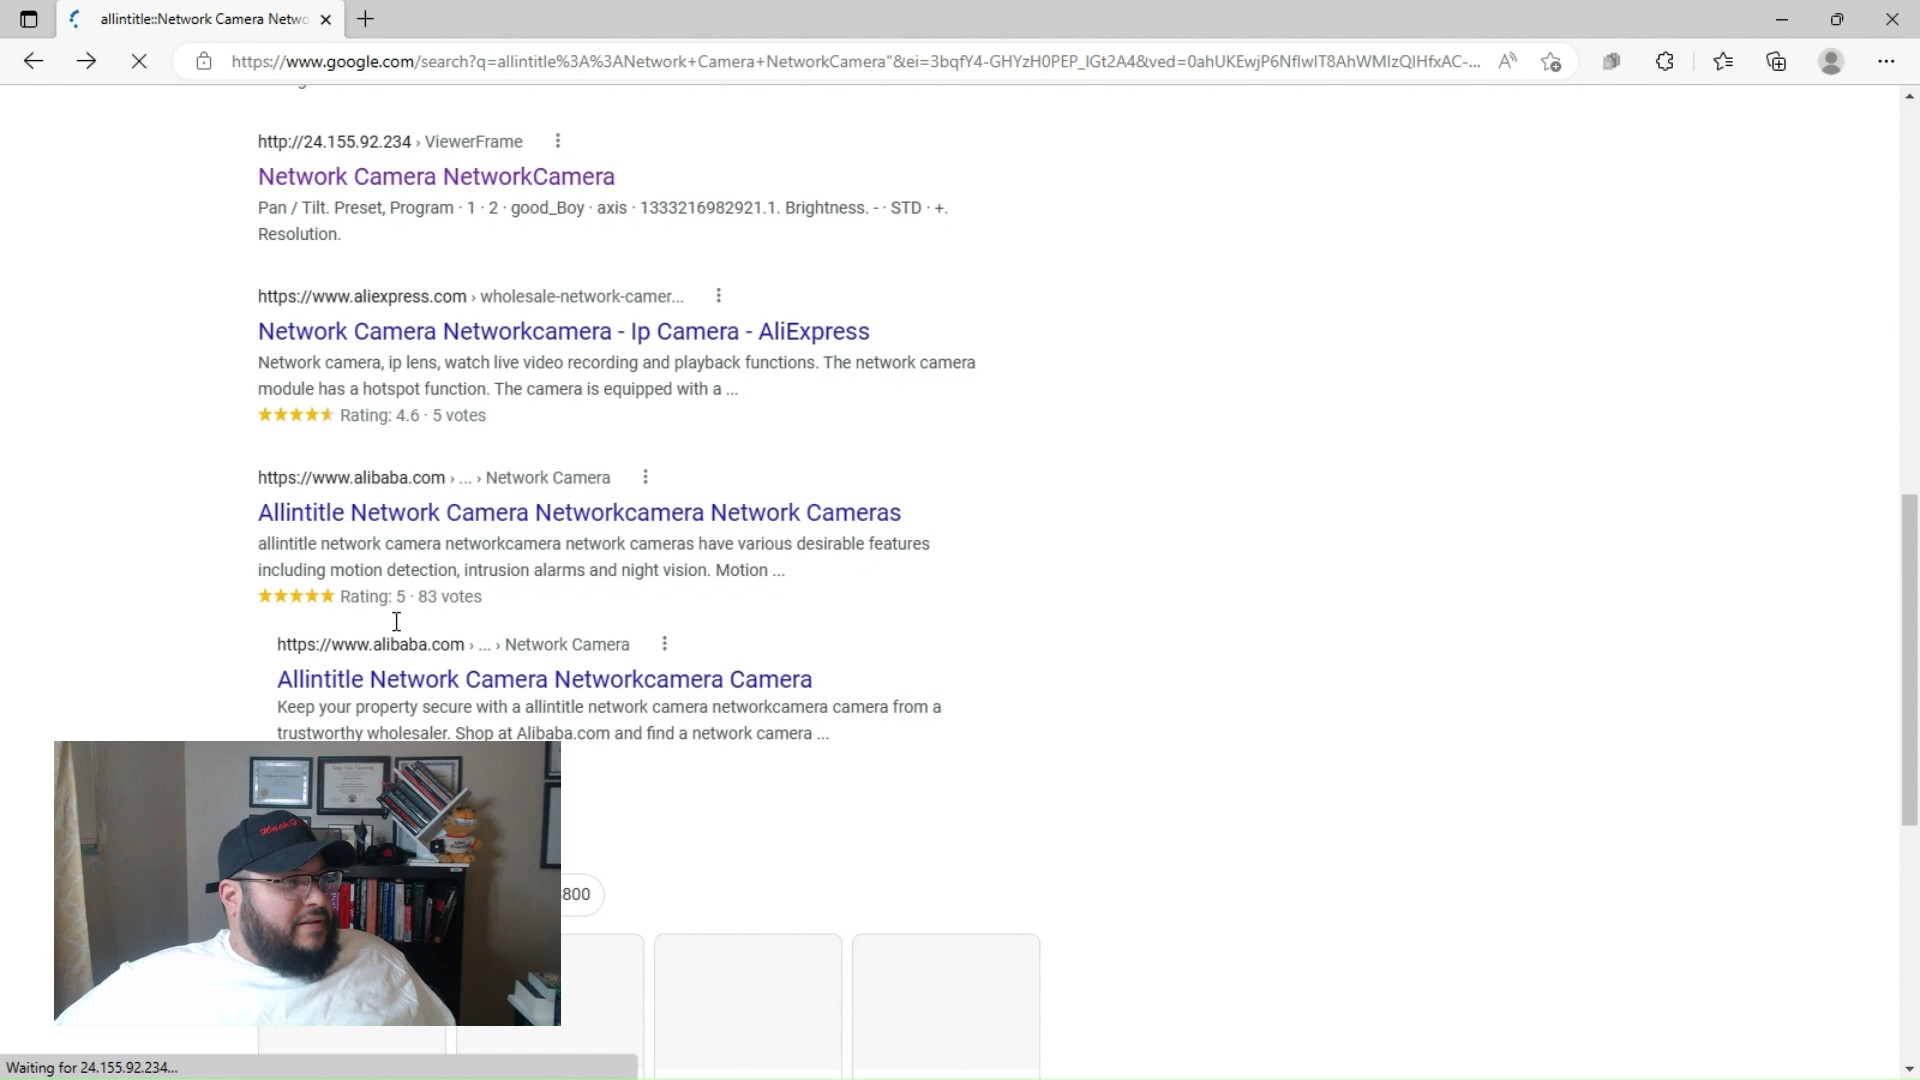 allintitle::Network Camera Netwo
https://www.google.com/search?q=allintitle%3A%3ANetwork+Camera+NetworkCamera"&ei=3bqfY4-GHYzH0PEP_IGt2A4&ved=0ahUKEwjP6NflwIT8AhWMIzQIHfxAC-...
http://24.155.92.234 › ViewerFrame
Network Camera NetworkCamera
Pan / Tilt. Preset, Program · 1 · 2 · good_Boy · axis · 1333216982921.1. Brightness. - · STD · +.
Resolution.
https://www.aliexpress.com › wholesale-network-camer...
Network Camera Networkcamera - Ip Camera - AliExpress
Network camera, ip lens, watch live video recording and playback functions. The network camera
module has a hotspot function. The camera is equipped with a ...
Rating: 4.6 · 5 votes
https://www.alibaba.com › ... › Network Camera
Allintitle Network Camera Networkcamera Network Cameras
allintitle network camera networkcamera network cameras have various desirable features
including motion detection, intrusion alarms and night vision. Motion ...
Rating: 5 · 83 votes
https://www.alibaba.com › ... › Network Camera
Allintitle Network Camera Networkcamera Camera
Keep your property secure with a allintitle network camera networkcamera camera from a
trustworthy wholesaler. Shop at Alibaba.com and find a network camera ...
800
Waiting for 24.155.92.234...